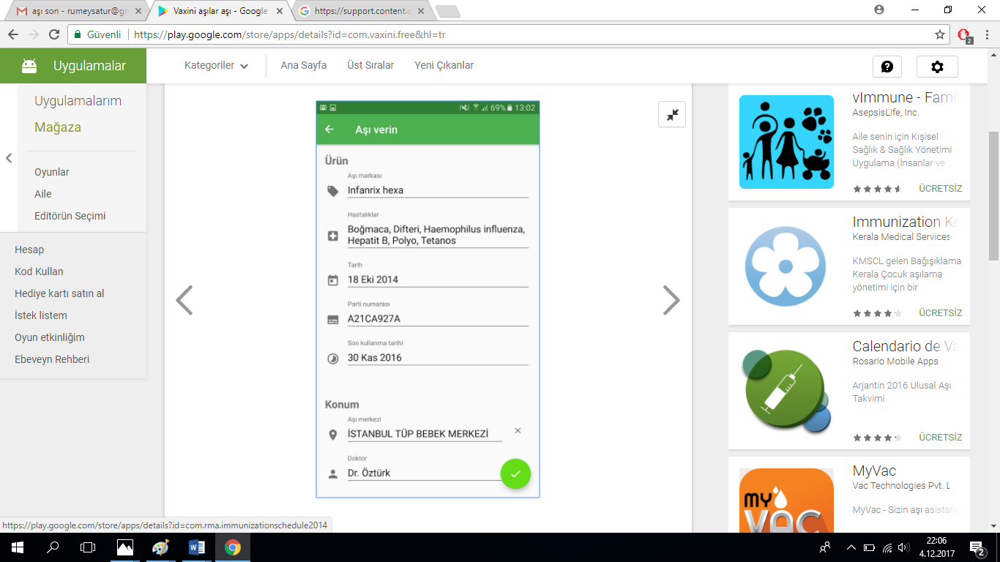 aşı son - rumeysatur@gm
Vaxini aşılar aşı - Google
https://support.content.c
Güvenli
https://play.google.com/store/apps/details?id=com.vaxini.free&hl=tr
2
Uygulamalar
Kategoriler
Ana Sayfa
Üst Sıralar
Yeni Çıkanlar
Uygulamalarım
Mağaza
Oyunlar
Aile
Editörün Seçimi
Hesap
Kod Kullan
Hediye kartı satın al
İstek listem
Oyun etkinliğim
Ebeveyn Rehberi
69% 13:02
Aşı verin
Ürün
Aşı markası
Infanrix hexa
Hastalıklar
Boğmaca, Difteri, Haemophilus influenza,
Hepatit B, Polyo, Tetanos
Tarih
18 Eki 2014
Parti numarası
A21CA927A
Son kullanma tarihi
30 Kas 2016
Konum
Aşı merkezi
İSTANBUL TÜP BEBEK MERKEZİ
Doktor
Dr. Öztürk
vImmune - Fami
AsepsisLife, Inc.
Aile senin için Kişisel
Sağlık & Sağlık Yönetimi
Uygulama (İnsanlar ve
ÜCRETSİZ
Immunization Ke
Kerala Medical Services
KMSCL gelen Bağışıklama
Kerala Çocuk aşılama
yönetimi için bir
ÜCRETSİZ
Calendario de Va
Rosario Mobile Apps
Arjantin 2016 Ulusal Aşı
Takvimi
ÜCRETSİZ
MY
VAC
MyVac
Vac Technologies Pvt. L
MyVac - Sizin aşı asistanı
https://play.google.com/store/apps/details?id=com.rma.immunizationschedule2014
22:06
4.12.2017
2